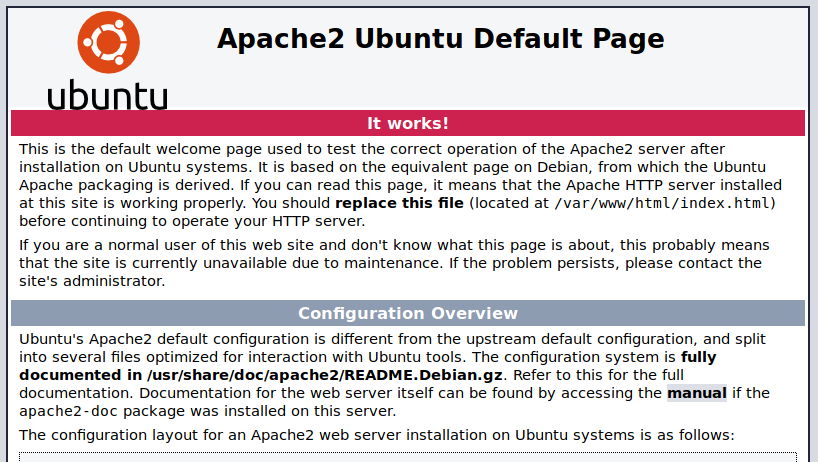 ubuntu
Apache2 Ubuntu Default Page
It works!
This is the default welcome page used to test the correct operation of the Apache2 server after
installation on Ubuntu systems. It is based on the equivalent page on Debian, from which the Ubuntu
Apache packaging is derived. If you can read this page, it means that the Apache HTTP server installed
at this site is working properly. You should replace this file (located at /var/www/html/index.html)
before continuing to operate your HTTP server.
If you are a normal user of this web site and don't know what this page is about, this probably means
that the site is currently unavailable due to maintenance. If the problem persists, please contact the
site's administrator.
Configuration Overview
Ubuntu's Apache2 default configuration is different from the upstream default configuration, and split
into several files optimized for interaction with Ubuntu tools. The configuration system is fully
documented in /usr/share/doc/apache2/README.Debian.gz. Refer to this for the full
documentation. Documentation for the web server itself can be found by accessing the manual if the
apache2-doc package was installed on this server.
The configuration layout for an Apache2 web server installation on Ubuntu systems is as follows: